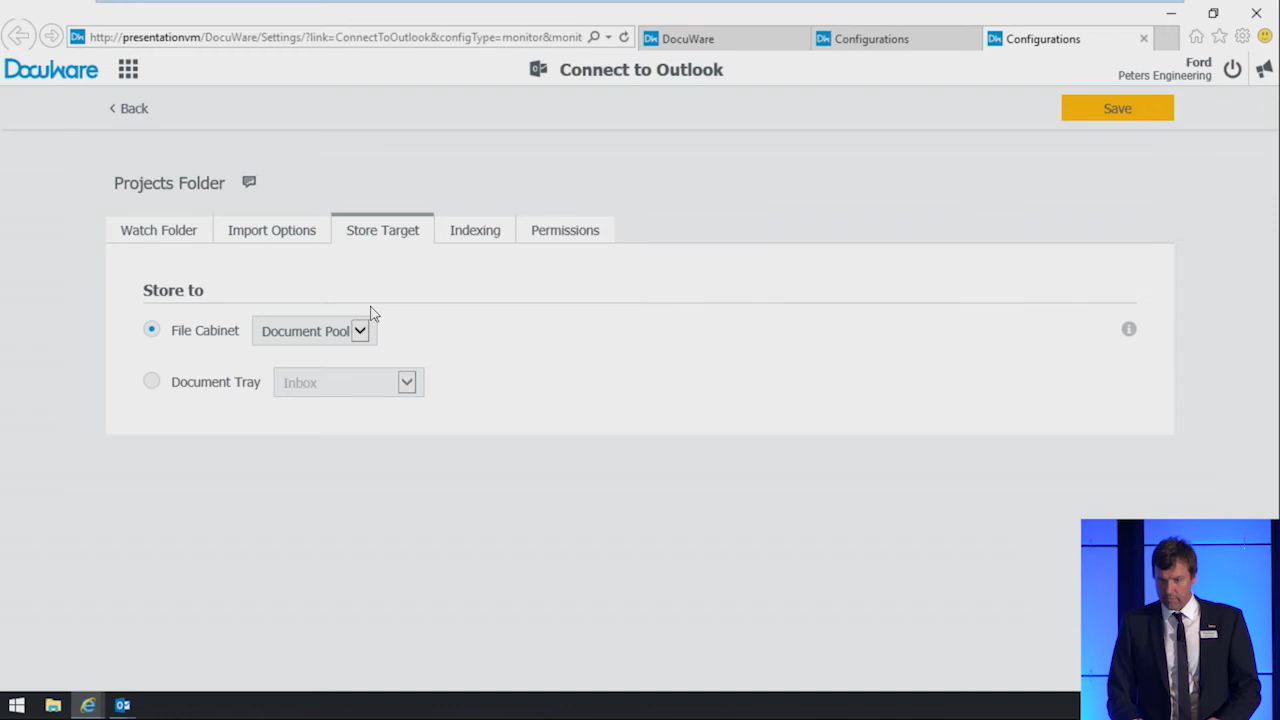 http://presentationvm/DocuWare/Settings/?link=ConnectToOutlook&configType=monitor&monit
DocuWare
Configurations
Configurations
DocuWare
Connect to Outlook
Ford
Peters Engineering
Back
Save
Projects Folder
Watch Folder
Import Options
Store Target
Indexing
Permissions
Store to
File Cabinet
Document Pool
Document Tray
Inbox